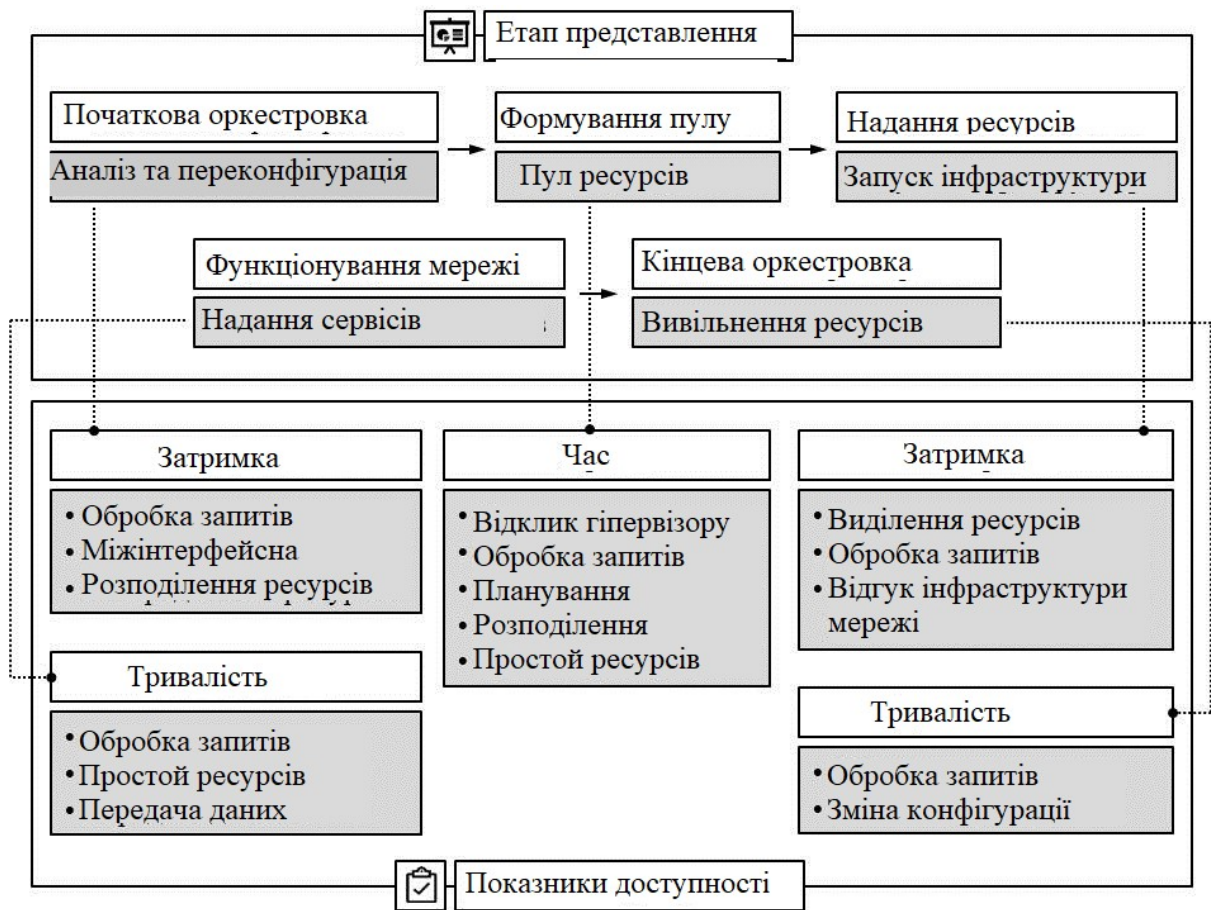 Етап представлення
Початкова оркестровка
Аналіз та переконфігурація
Формування пулу
Пул ресурсів
Надання ресурсів
Запуск інфраструктури
Функціонування мережі
Надання сервісів
Кінцева оркестровка
Вивільнення ресурсів
Затримка
• Обробка запитів
• Міжінтерфейсна
• Розподілення ресурсів
Час
• Відклик гіпервізору
• Обробка запитів
• Планування
• Розподілення
• Простой ресурсів
Затримка
• Виділення ресурсів
• Обробка запитів
• Відгук інфраструктури
мережі
Тривалість
• Обробка запитів
• Простой ресурсів
• Передача даних
Тривалість
• Обробка запитів
• Зміна конфігурації
Показники доступності